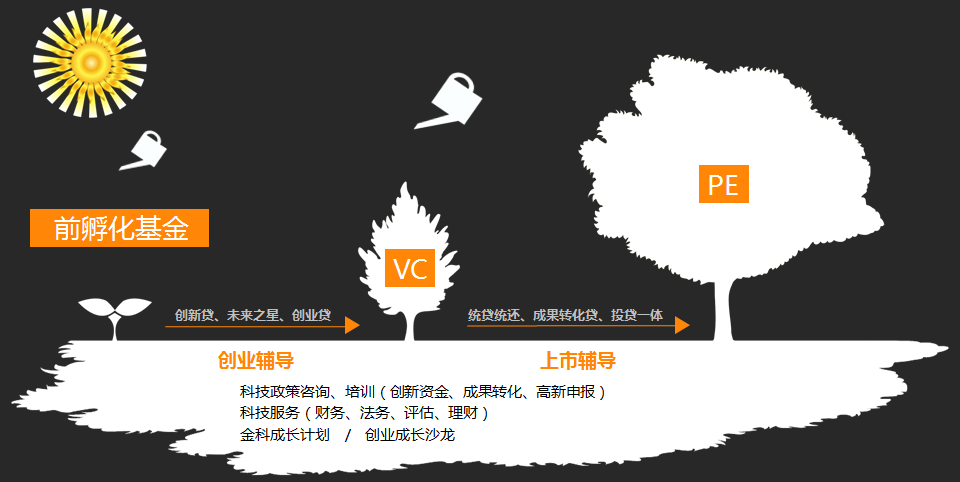 PE
前孵化基金
VC
创新贷、未来之星、创业贷
统贷统还、成果转化贷、投贷一体
创业辅导
上市辅导
科技政策咨询、培训（创新资金、成果转化、高新申报）
科技服务（财务、法务、评估、理财）
金科成长计划 / 创业成长沙龙